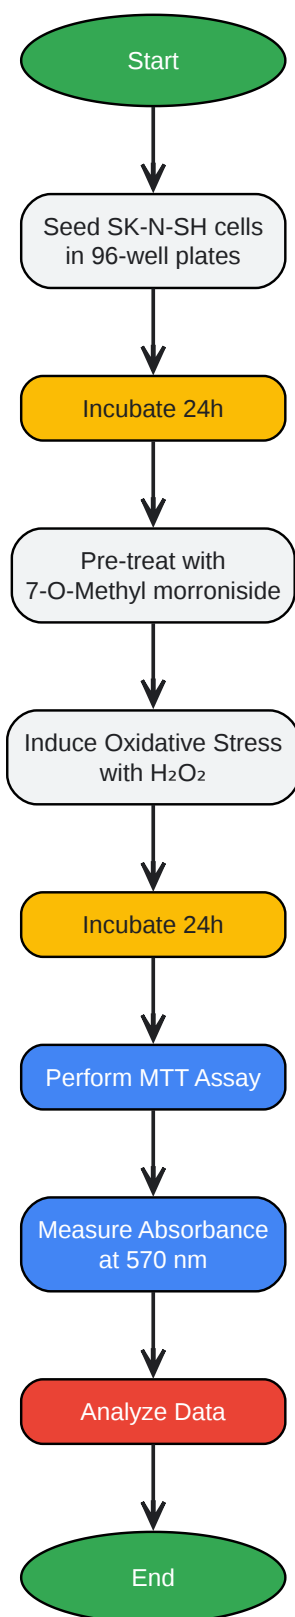 Start
Seed SK-N-SH cells
in 96-well plates
Incubate 24h
Pre-treat with
7-O-Methyl morroniside
Induce Oxidative Stress
with H₂O₂
Incubate 24h
Perform MTT Assay
Measure Absorbance
at 570 nm
Analyze Data
End